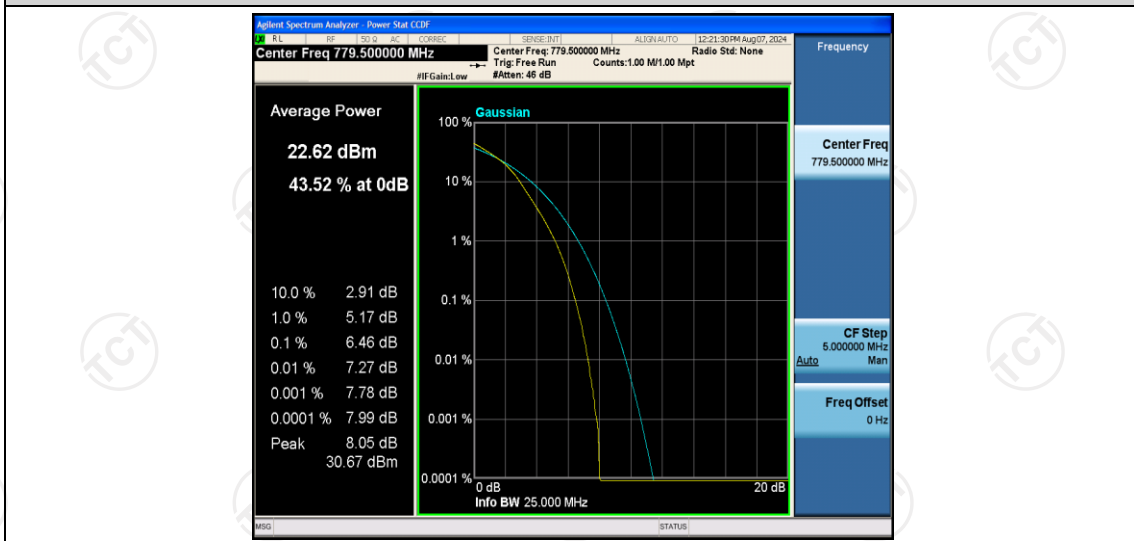 Agilent Spectrum Analyzer - Power Stat CCDF
RL RF 50 Ω AC CORREC SENSE:INT ALIGN AUTO 12:21:30 PM Aug 07, 2024
Center Freq 779.500000 MHz
Center Freq: 779.500000 MHz Radio Std: None
Trig: Free Run Counts:1.00 M/1.00 Mpt
#IFGain:Low #Atten: 46 dB
Frequency
Average Power
22.62 dBm
43.52 % at 0dB
10.0 % 2.91 dB
1.0 % 5.17 dB
0.1 % 6.46 dB
0.01 % 7.27 dB
0.001 % 7.78 dB
0.0001 % 7.99 dB
Peak 8.05 dB
30.67 dBm
Gaussian
100 %
10 %
1 %
0.1 %
0.01 %
0.001 %
0.0001 %
0 dB 20 dB
Info BW 25.000 MHz
Center Freq
779.500000 MHz
CF Step
5.000000 MHz
Auto Man
Freq Offset
0 Hz
MSG STATUS
TCT
TCT
TCT
TCT